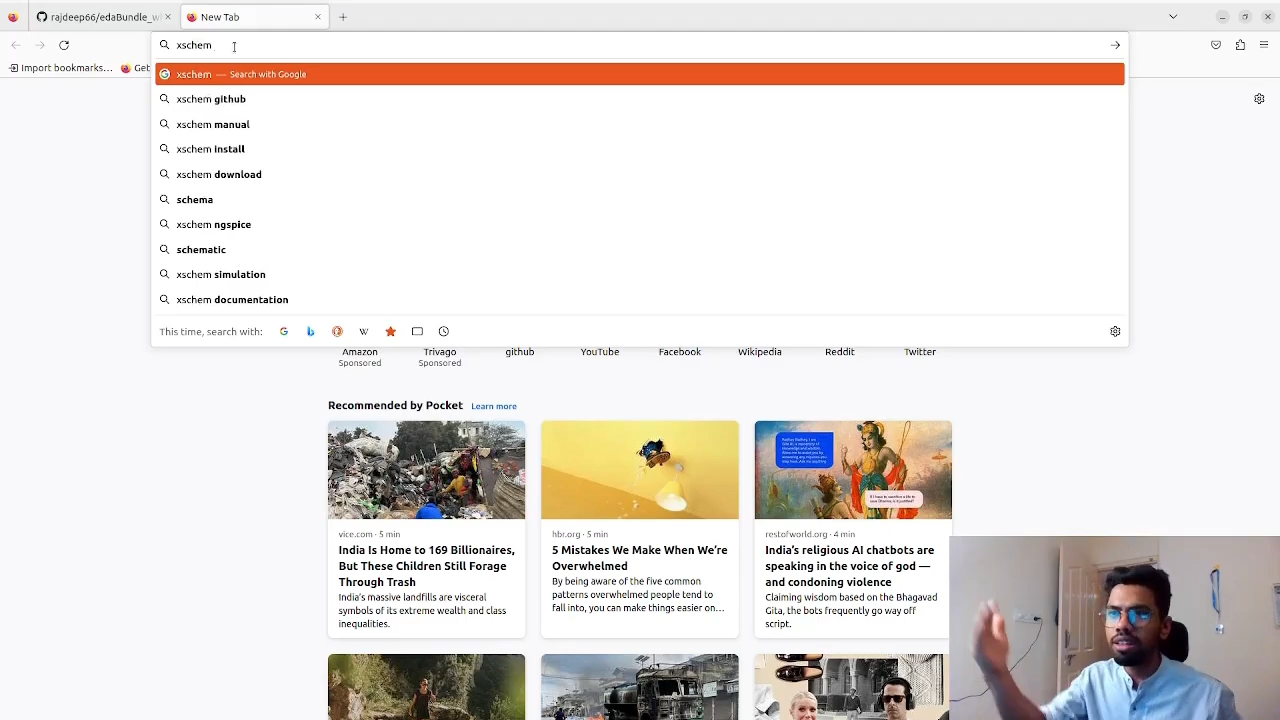 rajdeep66/edaBundle_wi
New Tab
xschem
Import bookmarks...
Get
xschem — Search with Google
xschem github
xschem manual
xschem install
xschem download
schema
xschem ngspice
schematic
xschem simulation
xschem documentation
This time, search with:
Amazon
Sponsored
Trivago
Sponsored
github
YouTube
Facebook
Wikipedia
Reddit
Twitter
Recommended by Pocket Learn more
vice.com · 5 min
India Is Home to 169 Billionaires,
But These Children Still Forage
Through Trash
India's massive landfills are visceral
symbols of its extreme wealth and class
inequalities.
hbr.org · 5 min
5 Mistakes We Make When We're
Overwhelmed
By being aware of the five common
patterns overwhelmed people tend to
fall into, you can make things easier on...
restofworld.org · 4 min
India's religious AI chatbots are
speaking in the voice of god —
and condoning violence
Claiming wisdom based on the Bhagavad
Gita, the bots frequently go way off
script.